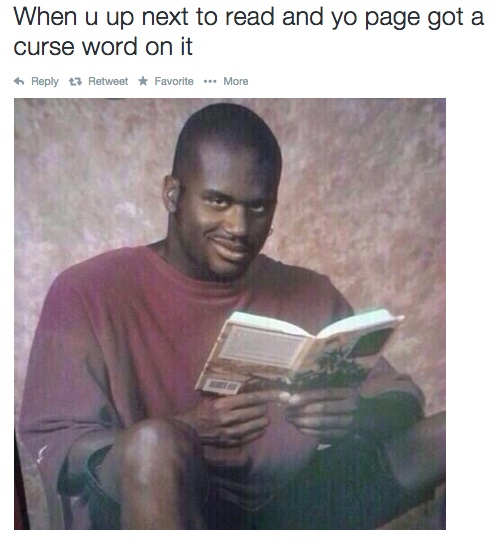 When u up next to read and yo page got a
curse word on it
Reply Retweet Favorite More